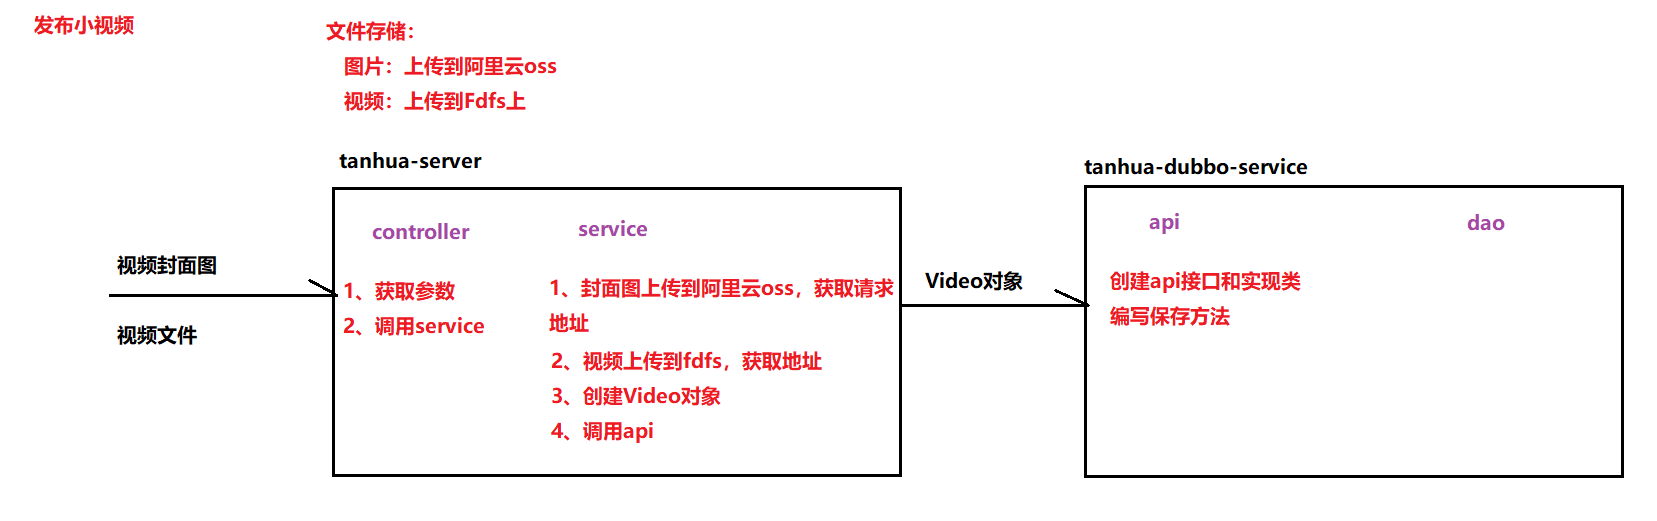 发布小视频
文件存储：
图片：上传到阿里云oss
视频：上传到Fdfs上
tanhua-server
tanhua-dubbo-service
视频封面图
视频文件
controller
1、获取参数
2、调用service
service
1、封面图上传到阿里云oss，获取请求
地址
2、视频上传到fdfs，获取地址
3、创建Video对象
4、调用api
Video对象
api
创建api接口和实现类
编写保存方法
dao